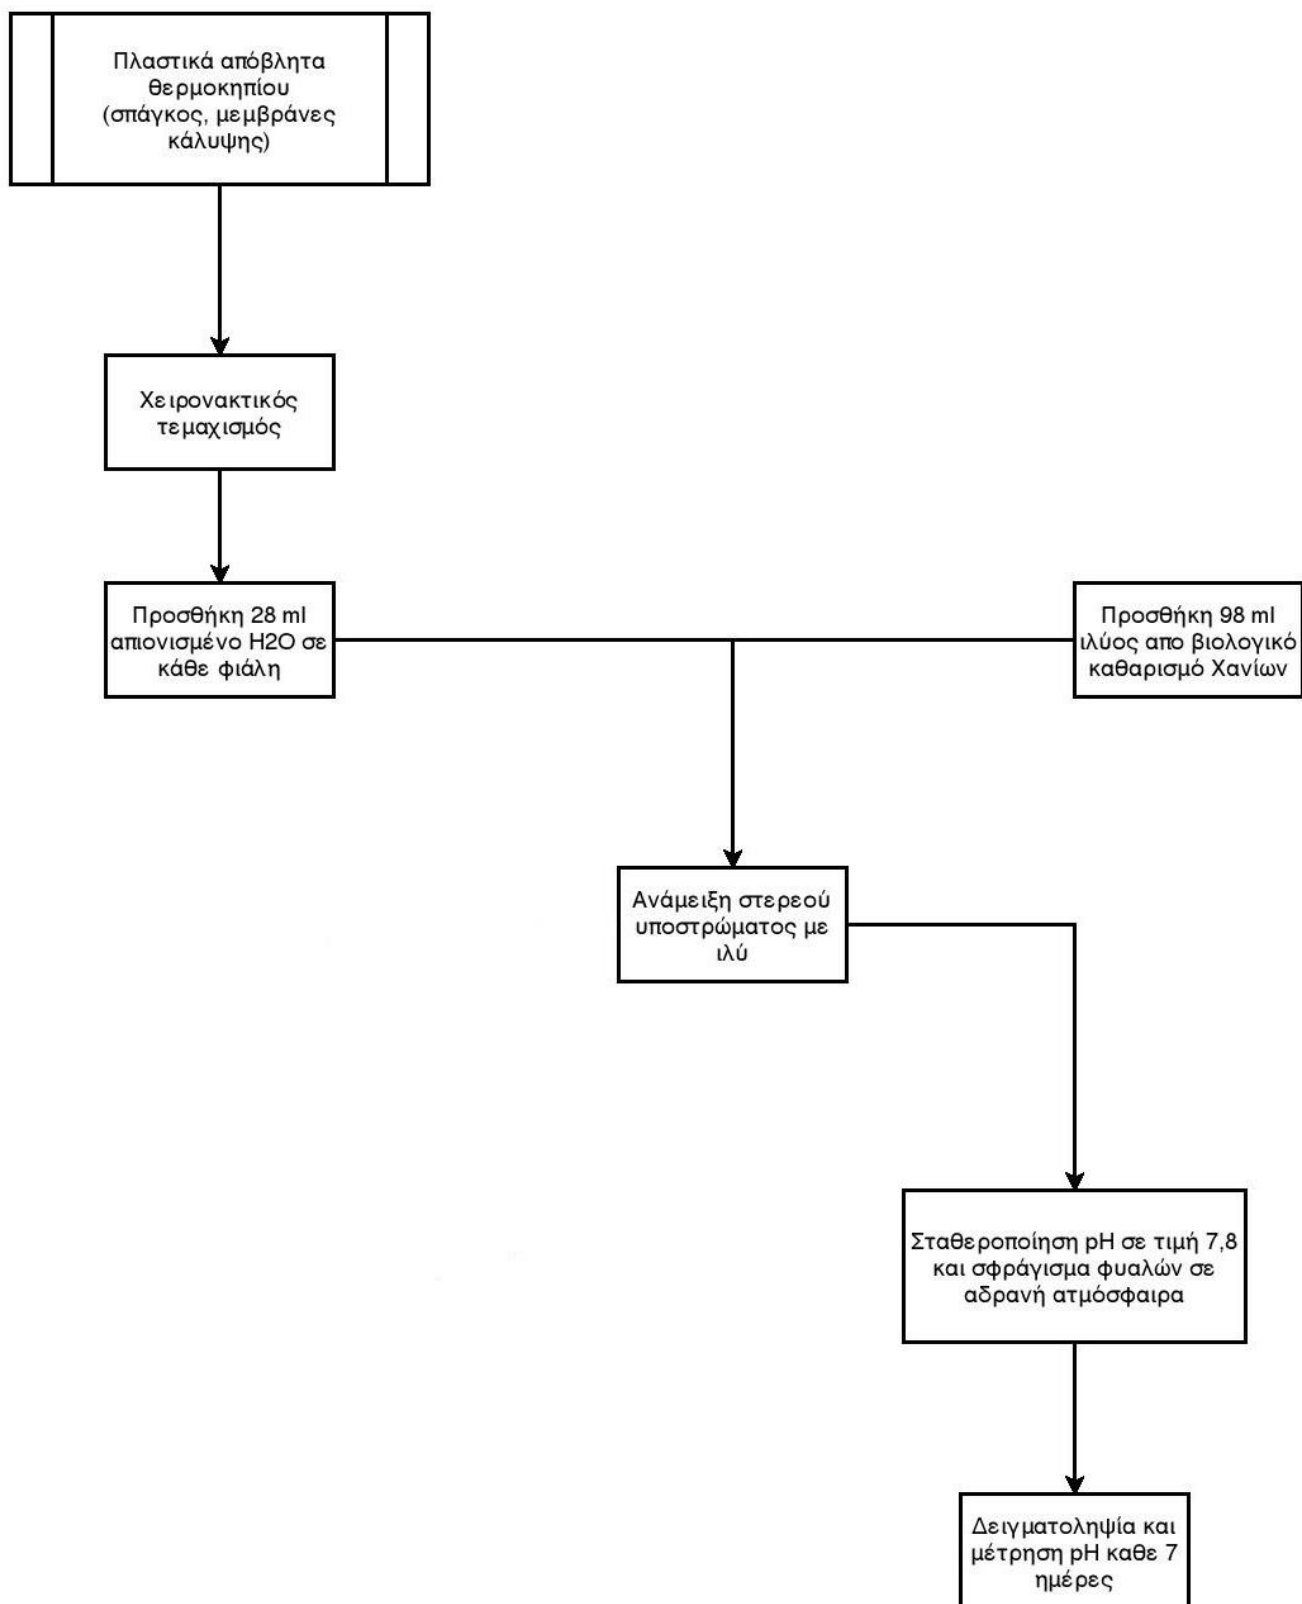 Πλαστικά απόβλητα
θερμοκηπίου
(σπάγκος, μεμβράνες
κάλυψης)
Χειρονακτικός
τεμαχισμός
Προσθήκη 28 ml
απιονισμένο H2O σε
κάθε φιάλη
Προσθήκη 98 ml
ιλύος απο βιολογικό
καθαρισμό Χανίων
Ανάμειξη στερεού
υποστρώματος με
ιλύ
Σταθεροποίηση pH σε τιμή 7,8
και σφράγισμα φυαλών σε
αδρανή ατμόσφαιρα
Δειγματοληψία και
μέτρηση pH καθε 7
ημέρες